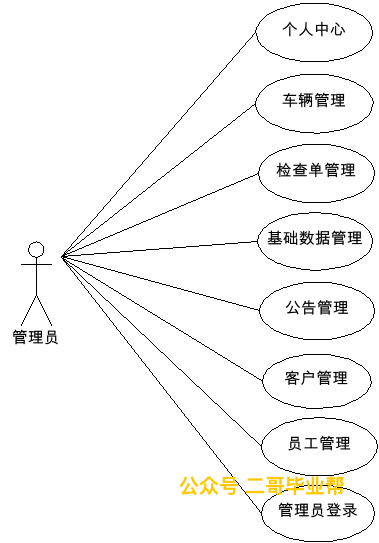 个人中心
车辆管理
检查单管理
基础数据管理
公告管理
管理员
客户管理
员工管理
公众号 二哥毕业帮
管理员登录